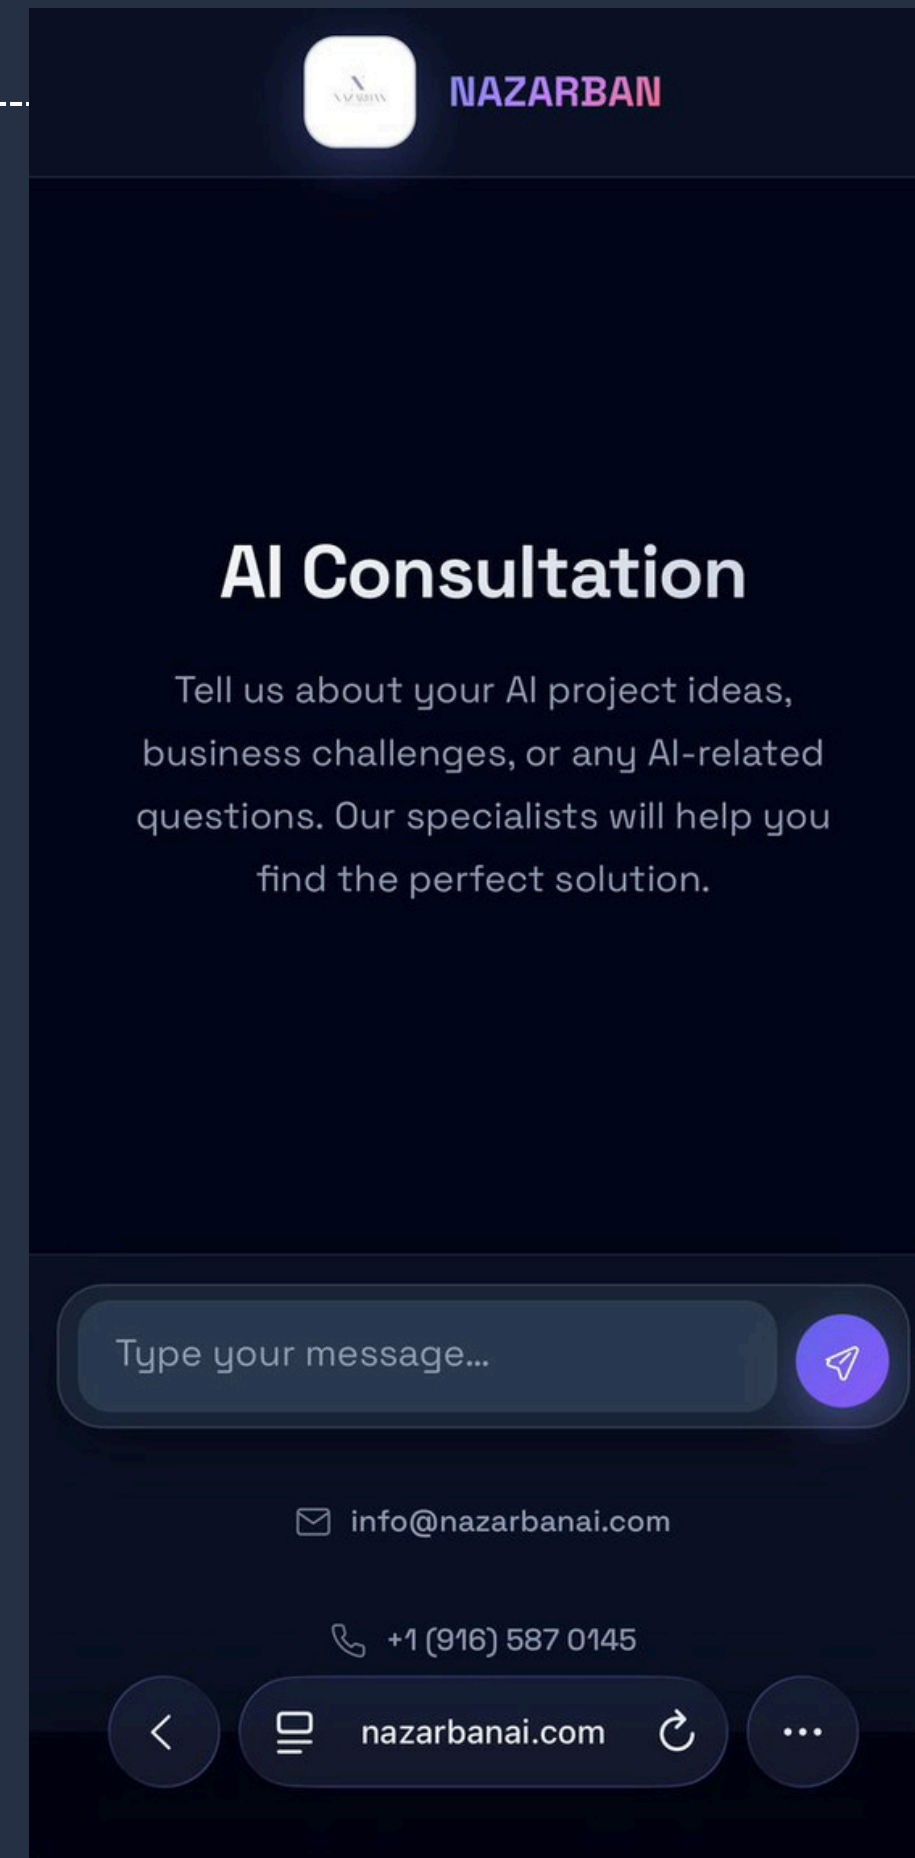 NAZARBAN
NAZARBAN
AI Consultation
Tell us about your AI project ideas,
business challenges, or any AI-related
questions. Our specialists will help you
find the perfect solution.
Type your message...
info@nazarbanai.com
+1 (916) 587 0145
nazarbanai.com